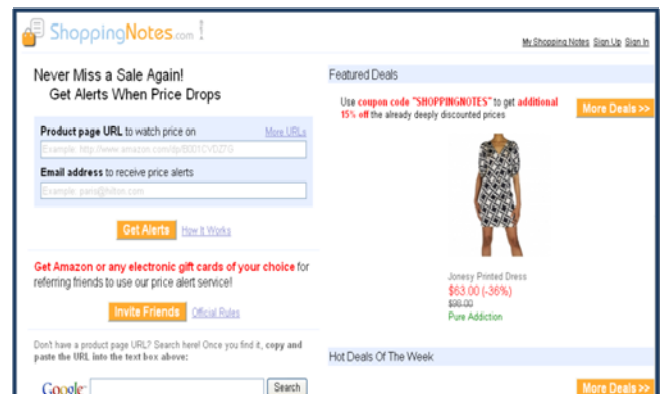 ShoppingNotes.com
My Shopping Notes Sign Up Sign In
Never Miss a Sale Again!
Get Alerts When Price Drops
Product page URL to watch price on More URLs
Example: http://www.amazon.com/dp/B001CVDZ7G
Email address to receive price alerts
Example: paris@hilton.com
Get Alerts How It Works
Get Amazon or any electronic gift cards of your choice for
referring friends to use our price alert service!
Invite Friends Official Rules
Don't have a product page URL? Search here! Once you find it, copy and
paste the URL into the text box above:
Google Search
Featured Deals
Use coupon code "SHOPPINGNOTES" to get additional
15% off the already deeply discounted prices
More Deals >>
Jonesy Printed Dress
$63.00 (-36%)
$98.00
Pure Addiction
Hot Deals Of The Week
More Deals >>